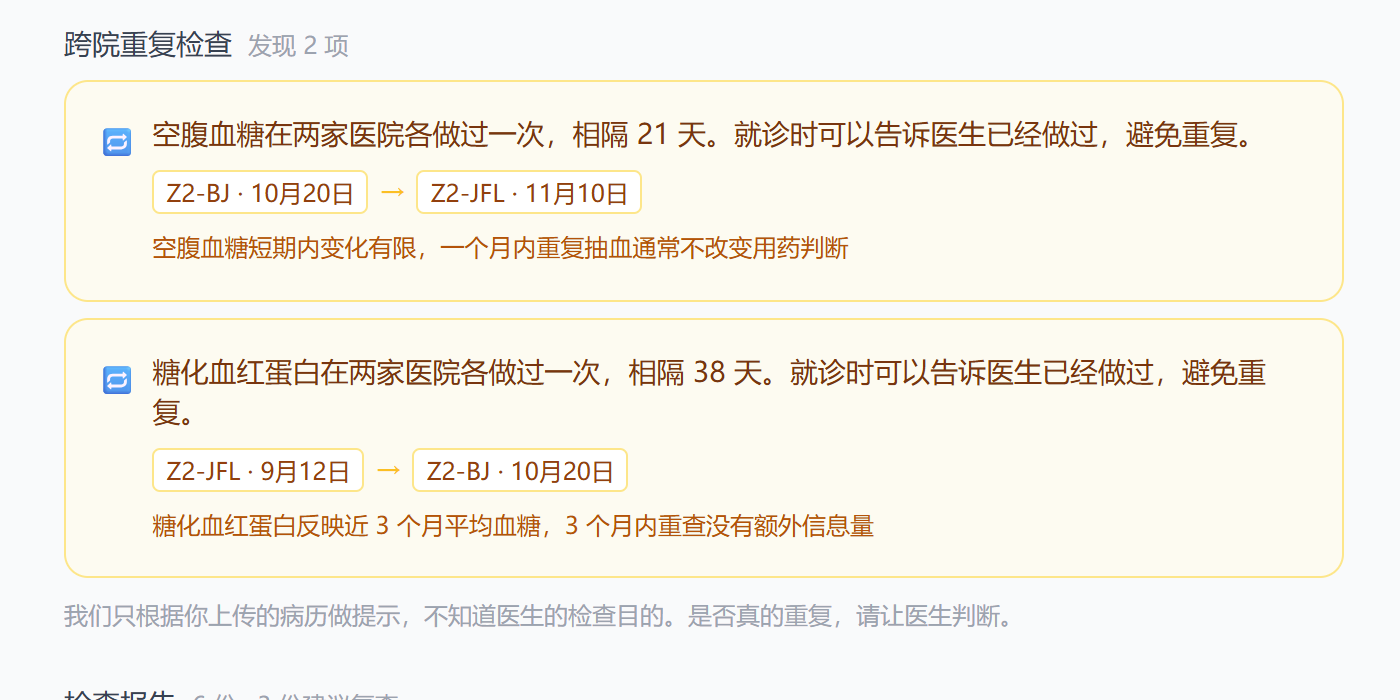 跨院重复检查 发现 2 项
空腹血糖在两家医院各做过一次，相隔 21 天。就诊时可以告诉医生已经做过，避免重复。
Z2-BJ · 10月20日 → Z2-JFL · 11月10日
空腹血糖短期内变化有限，一个月内重复抽血通常不改变用药判断
糖化血红蛋白在两家医院各做过一次，相隔 38 天。就诊时可以告诉医生已经做过，避免重
复。
Z2-JFL · 9月12日 → Z2-BJ · 10月20日
糖化血红蛋白反映近 3 个月平均血糖，3 个月内重查没有额外信息量
我们只根据你上传的病历做提示，不知道医生的检查目的。是否真的重复，请让医生判断。
检查报告